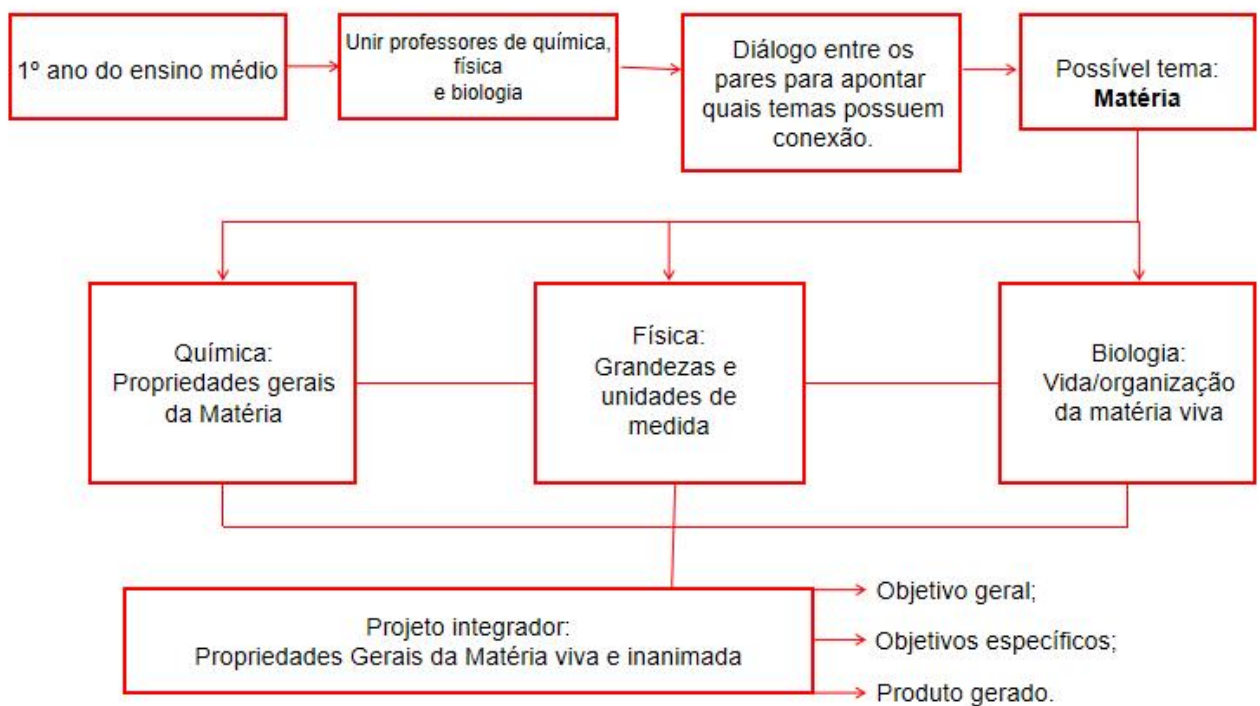 1º ano do ensino médio
Unir professores de química,
física
e biologia
Diálogo entre os
pares para apontar
quais temas possuem
conexão.
Possível tema:
Matéria
Química:
Propriedades gerais
da Matéria
Física:
Grandezas e
unidades de
medida
Biologia:
Vida/organização
da matéria viva
Projeto integrador:
Propriedades Gerais da Matéria viva e inanimada
Objetivo geral;
Objetivos específicos;
Produto gerado.